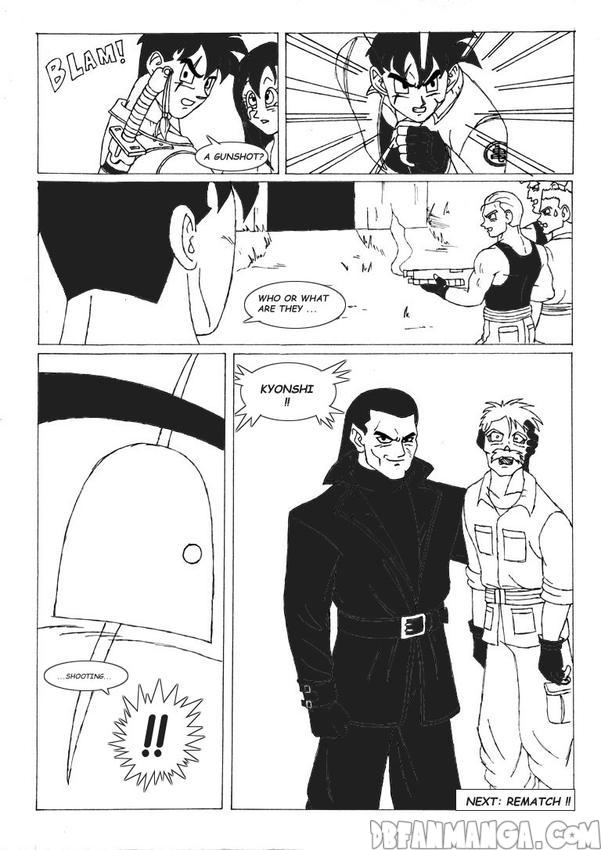 BLAM!
A GUNSHOT?
WHO OR WHAT
ARE THEY ...
...SHOOTING...
!!
KYONSHI
!!
NEXT: REMATCH !!
DBFANMANGA.COM